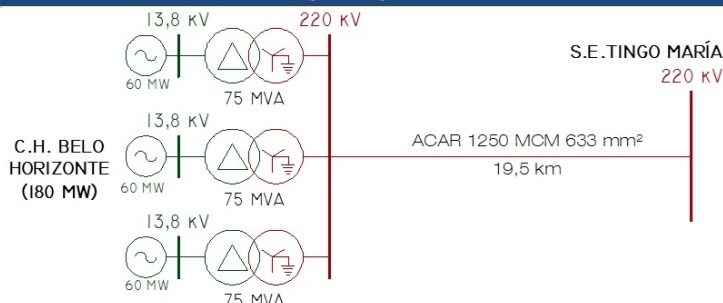 13,8 KV
220 KV
60 MW
75 MVA
S.E.TINGO MARÍA
220 KV
13,8 KV
C.H. BELO
HORIZONTE
(180 MW)
60 MW
75 MVA
ACAR 1250 MCM 633 mm²
19,5 km
13,8 KV
60 MW
75 MVA